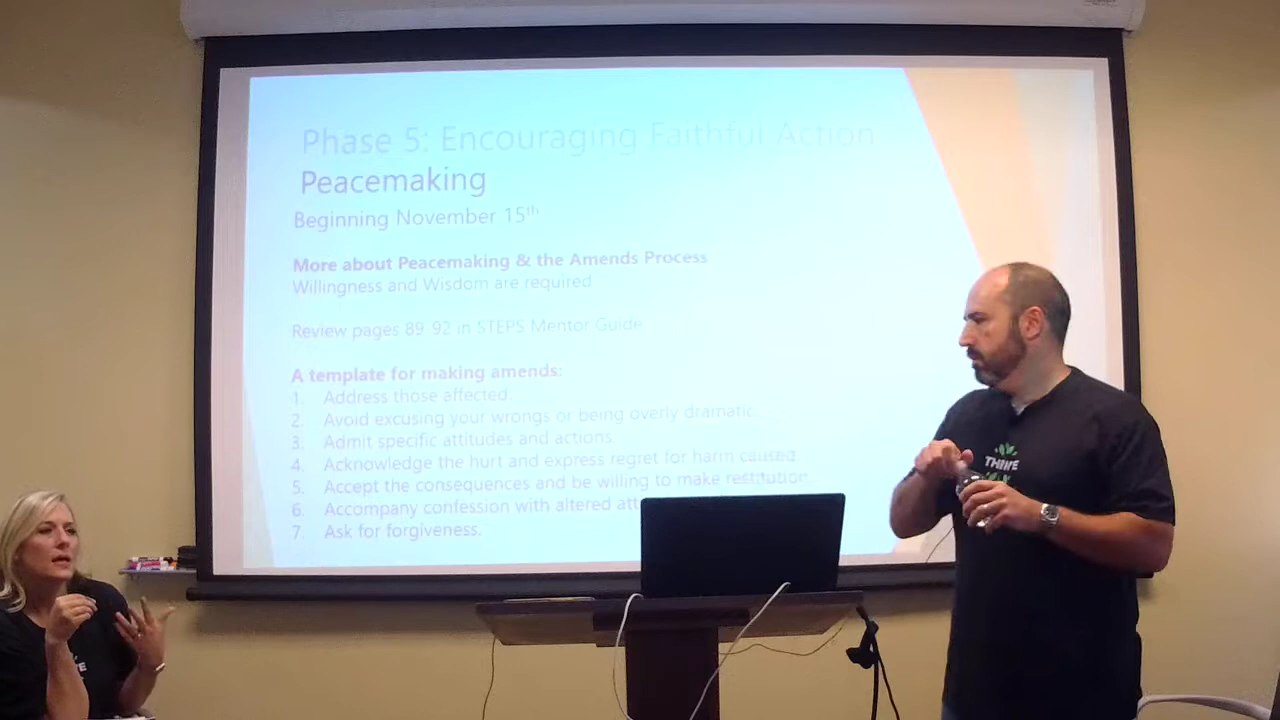 Phase 5: Encouraging Faithful Action
Peacemaking
Beginning November 15th
More about Peacemaking & the Amends Process
Willingness and Wisdom are required
Review pages 89 92 in STEPS Mentor Guide
A template for making amends:
1. Address those affected.
2. Avoid excusing your wrongs or being overly dramatic.
3. Admit specific attitudes and actions.
4. Acknowledge the hurt and express regret for harm caused.
5. Accept the consequences and be willing to make restitution.
6. Accompany confession with altered
7. Ask for forgiveness.
THRIVE